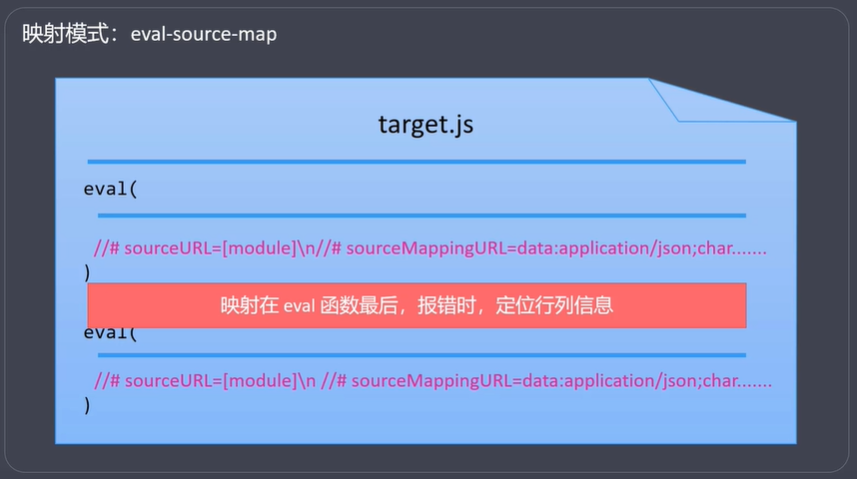 映射模式：eval-source-map
target.js
eval(
//# sourceURL=[module]\n//# sourceMappingURL=data:application/json;char.......
)
映射在 eval 函数最后，报错时，定位行列信息
eval(
//# sourceURL=[module]\n //# sourceMappingURL=data:application/json;char.......
)